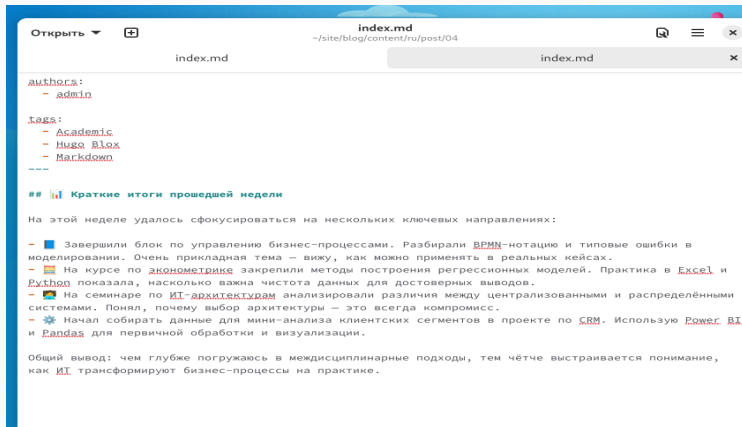 Открыть
index.md
~/site/blog/content/ru/post/04
index.md
index.md
authors:
- admin
tags:
- Academic
- Hugo Blox
- Markdown
---
## 📊 Краткие итоги прошедшей недели
На этой неделе удалось сфокусироваться на нескольких ключевых направлениях:
- 📘 Завершили блок по управлению бизнес-процессами. Разбирали BPMN-нотацию и типовые ошибки в
моделировании. Очень прикладная тема — вижу, как можно применять в реальных кейсах.
- 🧮 На курсе по эконометрике закрепили методы построения регрессионных моделей. Практика в Excel и
Python показала, насколько важна чистота данных для достоверных выводов.
- 🧑‍💻 На семинаре по ИТ-архитектурам анализировали различия между централизованными и распределёнными
системами. Понял, почему выбор архитектуры — это всегда компромисс.
- ⚙️ Начал собирать данные для мини-анализа клиентских сегментов в проекте по CRM. Использую Power BI
и Pandas для первичной обработки и визуализации.
Общий вывод: чем глубже погружаюсь в междисциплинарные подходы, тем чётче выстраивается понимание,
как ИТ трансформируют бизнес-процессы на практике.